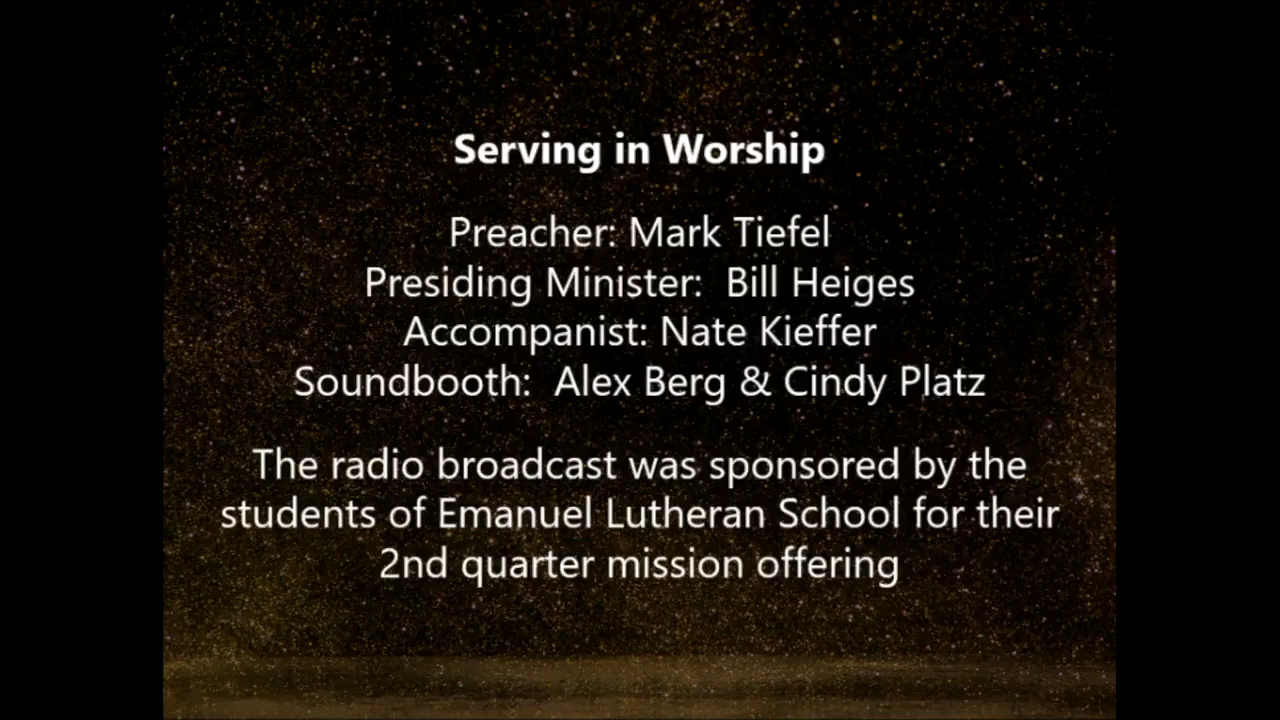 Serving in Worship
Preacher: Mark Tiefel
Presiding Minister:  Bill Heiges
Accompanist: Nate Kieffer
Soundbooth:  Alex Berg & Cindy Platz
The radio broadcast was sponsored by the
students of Emanuel Lutheran School for their
2nd quarter mission offering